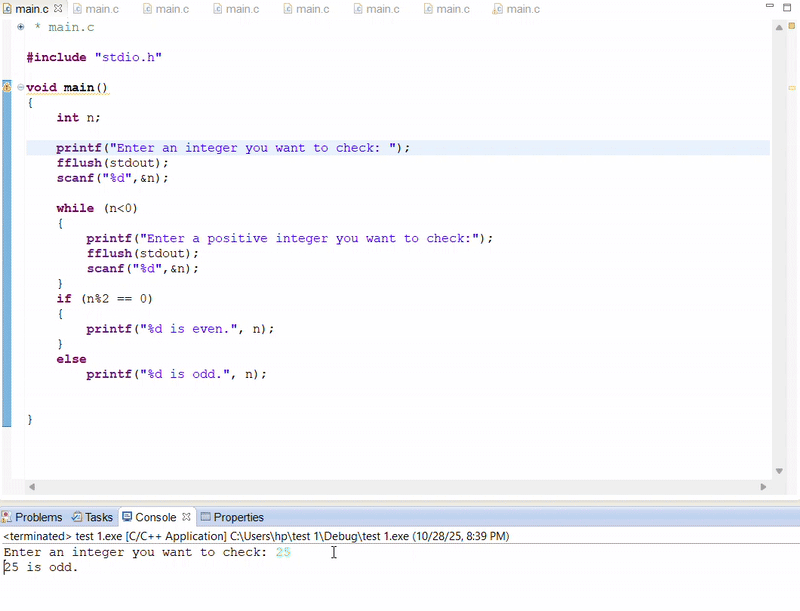 main.c main.c main.c main.c main.c main.c main.c main.c
* main.c
#include "stdio.h"
void main()
{
int n;
printf("Enter an integer you want to check: ");
fflush(stdout);
scanf("%d",&n);
while (n<0)
{
printf("Enter a positive integer you want to check:");
fflush(stdout);
scanf("%d",&n);
}
if (n%2 == 0)
{
printf("%d is even.", n);
}
else
printf("%d is odd.", n);
}
Problems Tasks Console Properties
<terminated> test 1.exe [C/C++ Application] C:\Users\hp\test 1\Debug\test 1.exe (10/28/25, 8:39 PM)
Enter an integer you want to check: 25
25 is odd.